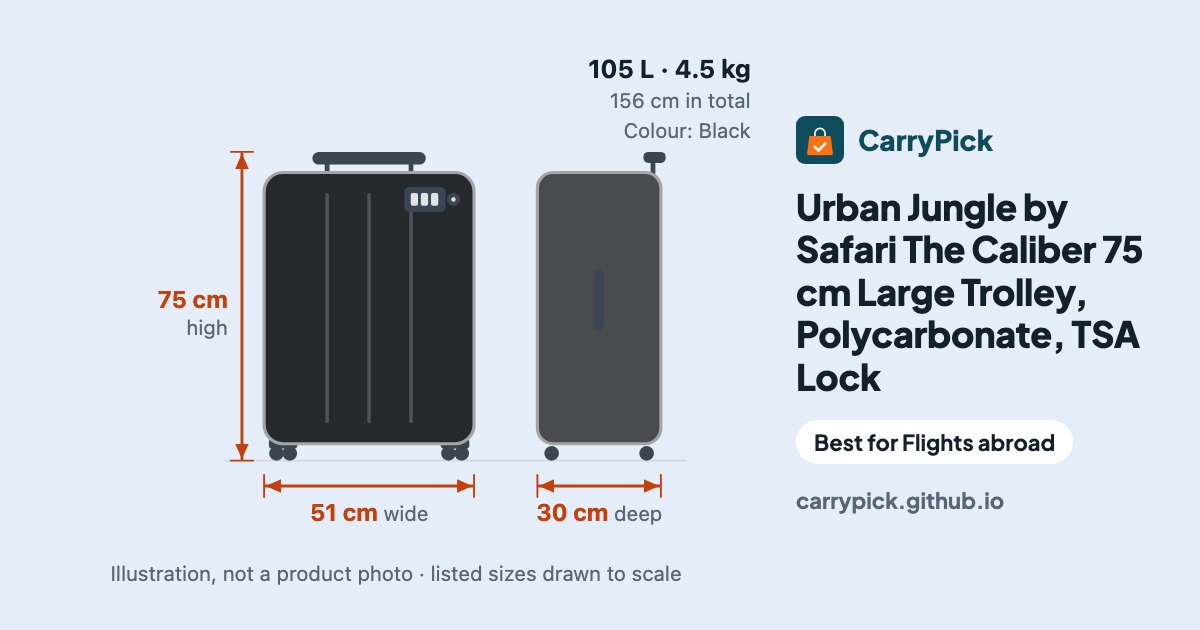 105 L · 4.5 kg
156 cm in total
Colour: Black
75 cm
high
51 cm wide
30 cm deep
Illustration, not a product photo · listed sizes drawn to scale
CarryPick
Urban Jungle by
Safari The Caliber 75
cm Large Trolley,
Polycarbonate, TSA
Lock
Best for Flights abroad
carrypick.github.io